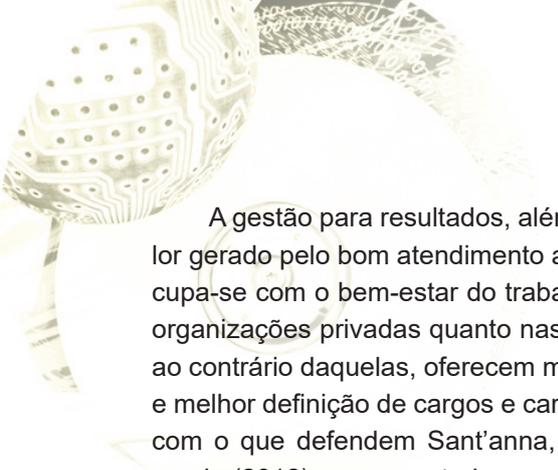 A gestão para resultados, alé
lor gerado pelo bom atendimento a
cupa-se com o bem-estar do traba
organizações privadas quanto nas
ao contrário daquelas, oferecem m
e melhor definição de cargos e car
com o que defendem Sant’anna,